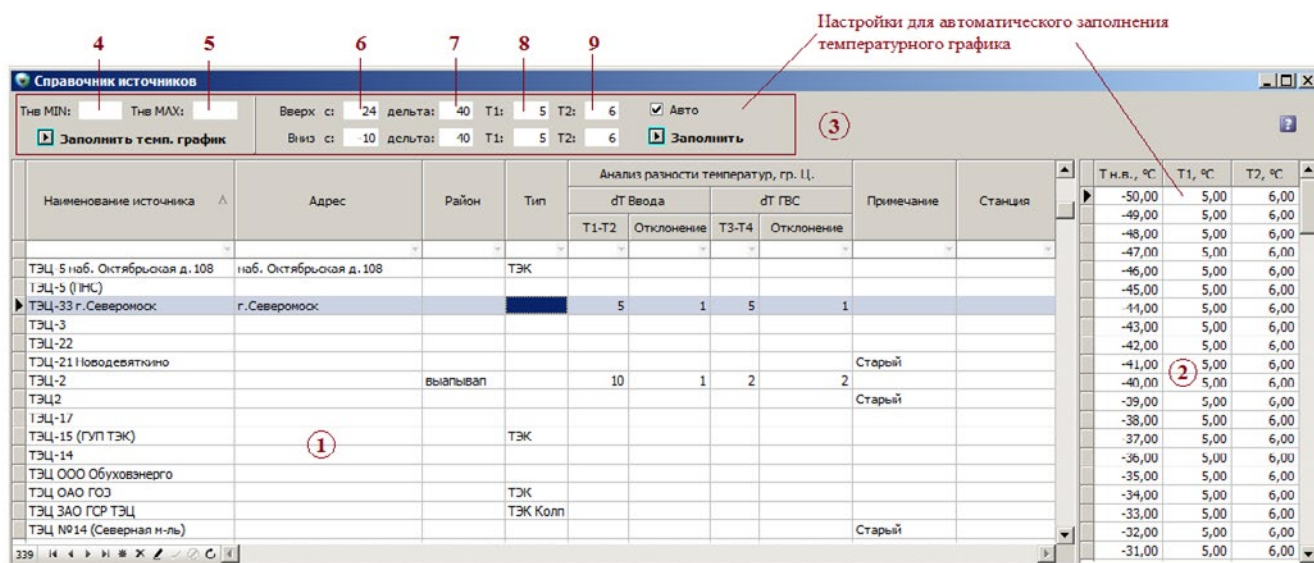 Настройки для автоматического заполнения
температурного графика
4 5 6 7 8 9
Справочник источников
Тнв MIN: Тнв MAX: Вверх с: 24 дельта: 40 Т1: 5 Т2: 6 Авто
Заполнить темп. график Вниз с: -10 дельта: 40 Т1: 5 Т2: 6 Заполнить
3
Наименование источника Адрес Район Тип Анализ разности температур, гр. Ц. Примечание Станция
dT Ввода dT ГВС
Т1-Т2 Отклонение Т3-Т4 Отклонение
Т н.в., °C Т1, °C Т2, °C
ТЭЦ-5 наб. Октябрьская д.108 наб. Октябрьская д.108 ТЭК
ТЭЦ-5 (ПНС)
ТЭЦ-33 г.Северомоск г.Северомоск 5 1 5 1
ТЭЦ-3
ТЭЦ-22
ТЭЦ-21 Новодевяткино Старый
ТЭЦ-2 выапывап 10 1 2 2
ТЭЦ2 Старый
ТЭЦ-17
ТЭЦ-15 (ГУП ТЭК) ТЭК
ТЭЦ-14
ТЭЦ ООО Обуховэнерго
ТЭЦ ОАО ГОЗ ТЭК
ТЭЦ ЗАО ГСР ТЭЦ ТЭК Колп
ТЭЦ №14 (Северная м-ль) Старый
1
339
-50,00 5,00 6,00
-49,00 5,00 6,00
-48,00 5,00 6,00
-47,00 5,00 6,00
-46,00 5,00 6,00
-45,00 5,00 6,00
-44,00 5,00 6,00
-43,00 5,00 6,00
-42,00 5,00 6,00
-41,00 5,00 6,00
2
-40,00 5,00 6,00
-39,00 5,00 6,00
-38,00 5,00 6,00
-37,00 5,00 6,00
-36,00 5,00 6,00
-35,00 5,00 6,00
-34,00 5,00 6,00
-33,00 5,00 6,00
-32,00 5,00 6,00
-31,00 5,00 6,00